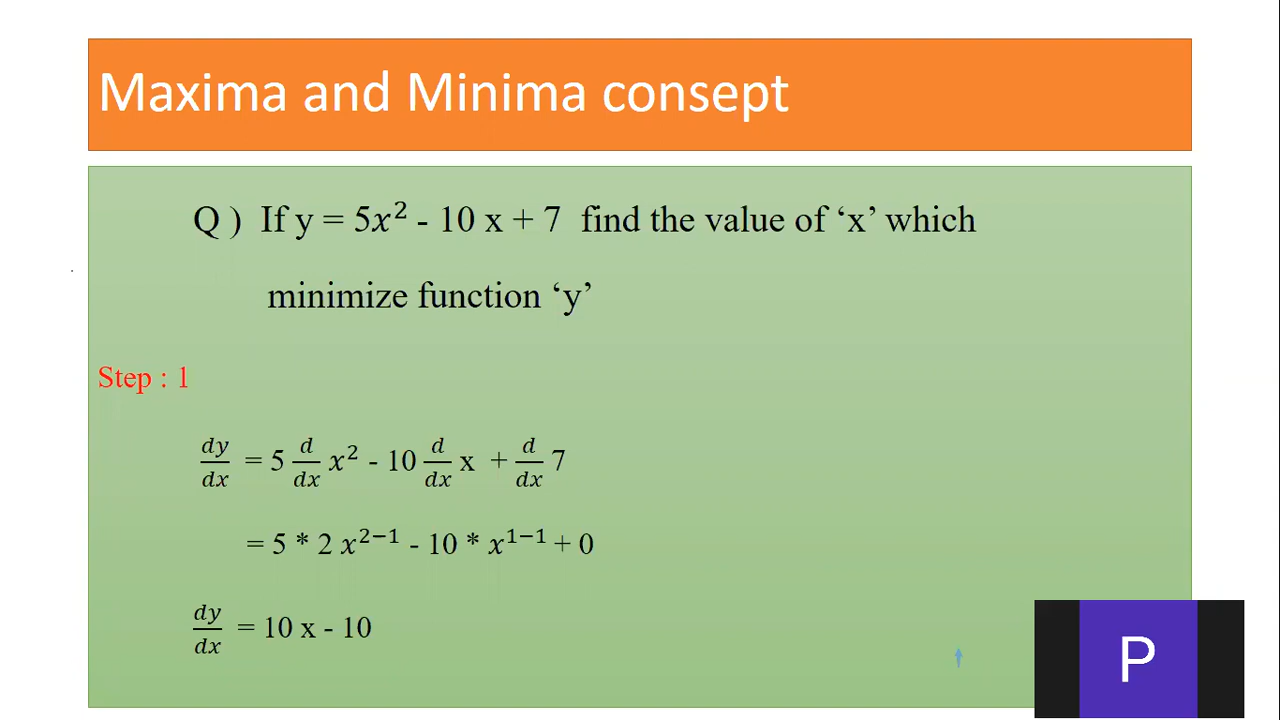 Maxima and Minima consept
Q ) If y = 5𝑥² - 10 x + 7 find the value of ‘x’ which
minimize function ‘y’
Step : 1
𝑑𝑦/𝑑𝑥 = 5 𝑑/𝑑𝑥 𝑥² - 10 𝑑/𝑑𝑥 x + 𝑑/𝑑𝑥 7
= 5 * 2 𝑥²⁻¹ - 10 * 𝑥¹⁻¹ + 0
𝑑𝑦/𝑑𝑥 = 10 x - 10
P